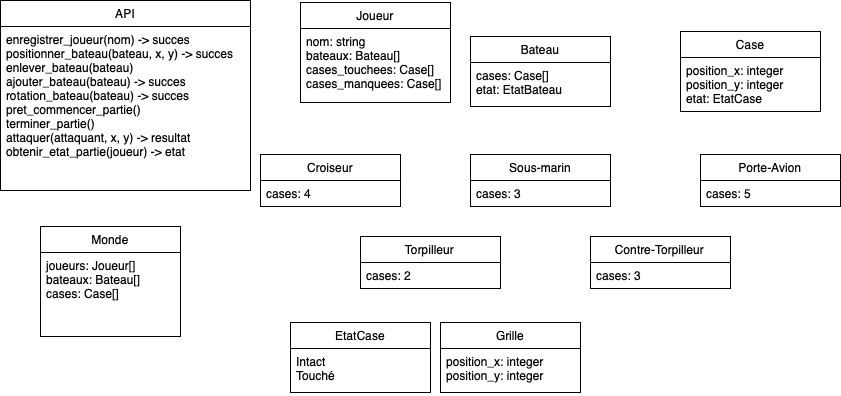 API
enregistrer_joueur(nom) -> succes
positionner_bateau(bateau, x, y) -> succes
enlever_bateau(bateau)
ajouter_bateau(bateau) -> succes
rotation_bateau(bateau) -> succes
pret_commencer_partie()
terminer_partie()
attaquer(attaquant, x, y) -> resultat
obtenir_etat_partie(joueur) -> etat
Joueur
nom: string
bateaux: Bateau[]
cases_touchees: Case[]
cases_manquees: Case[]
Bateau
cases: Case[]
etat: EtatBateau
Case
position_x: integer
position_y: integer
etat: EtatCase
Croiseur
cases: 4
Sous-marin
cases: 3
Porte-Avion
cases: 5
Monde
joueurs: Joueur[]
bateaux: Bateau[]
cases: Case[]
Torpilleur
cases: 2
Contre-Torpilleur
cases: 3
EtatCase
Intact
Touché
Grille
position_x: integer
position_y: integer